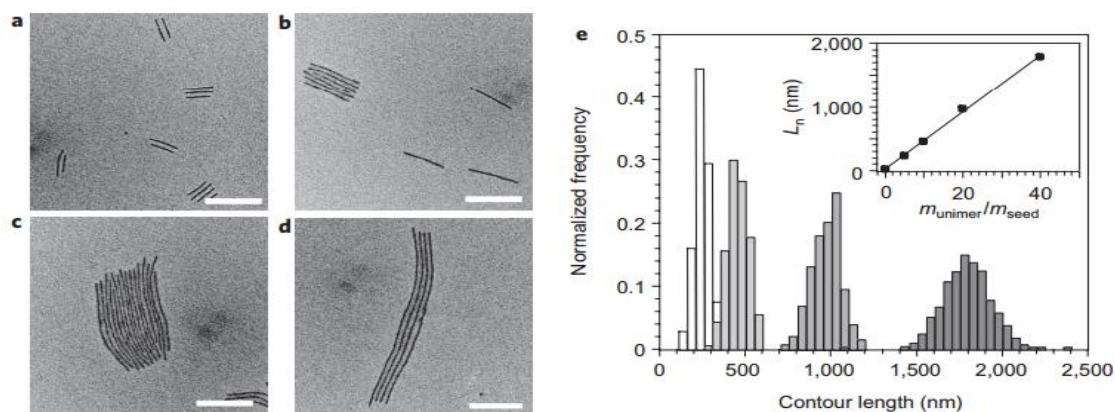 a
b
c
d
e
Normalized frequency
0.5
0.4
0.3
0.2
0.1
0
0
500
1,000
1,500
2,000
2,500
Contour length (nm)
L_n (nm)
2,000
1,000
0
0
20
40
m_unimer/m_seed